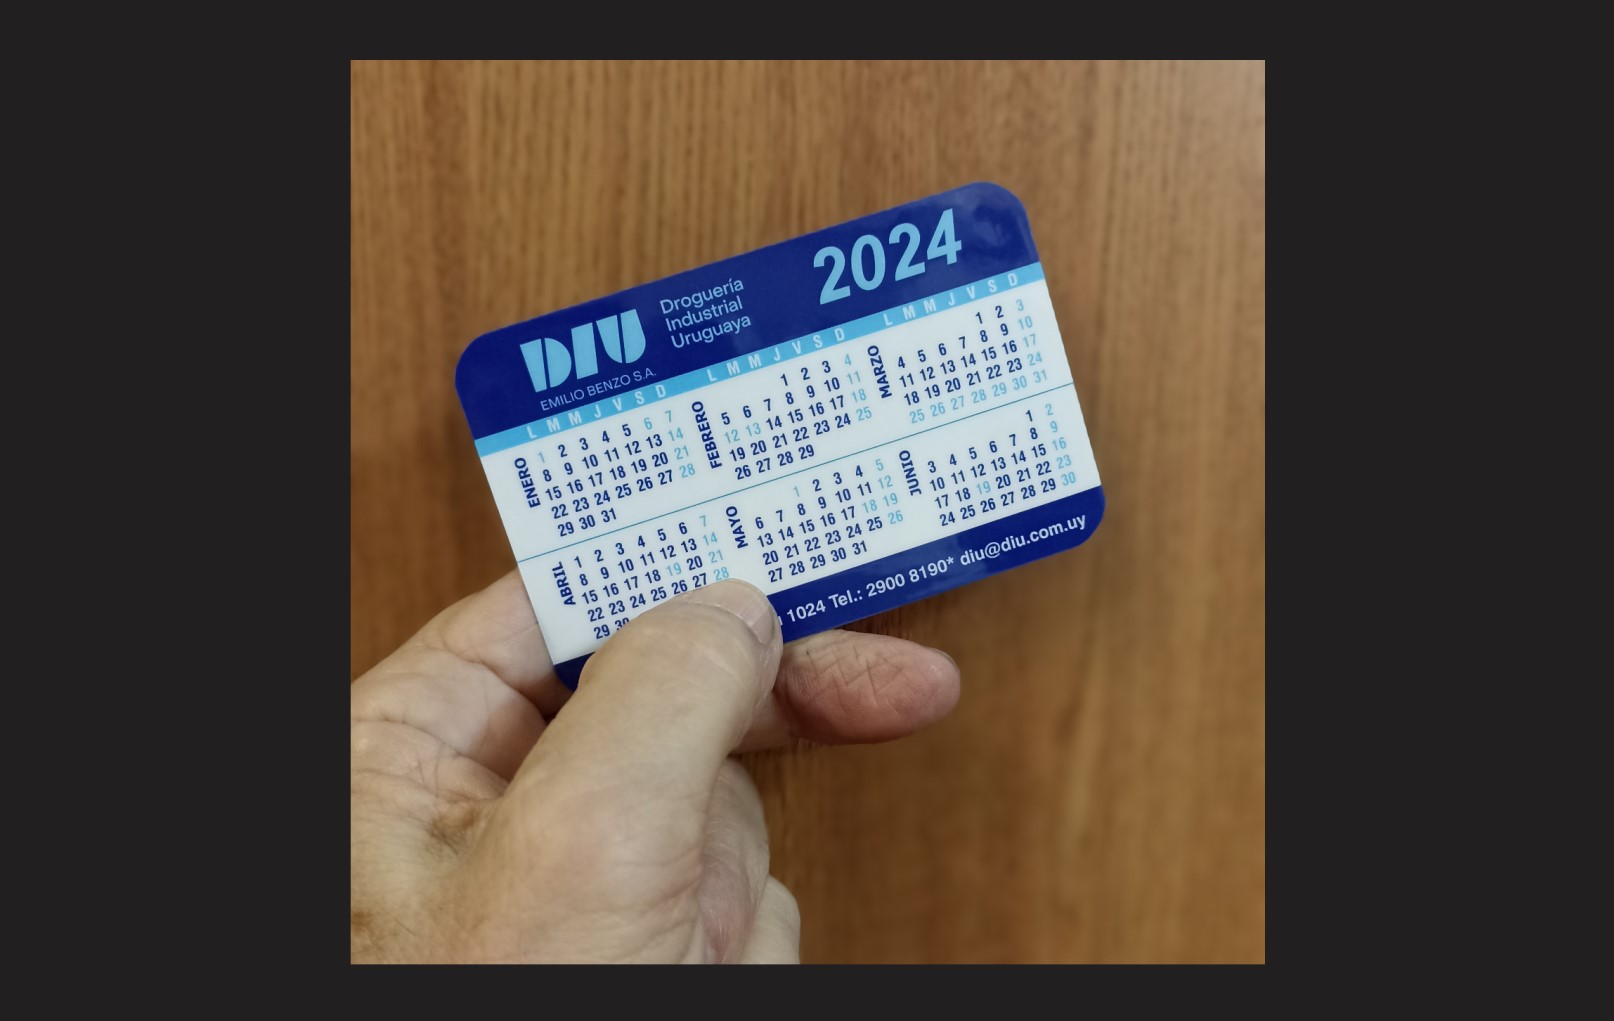 DIU
EMILIO BENZO S.A.
Droguería
Industrial
Uruguaya
2024
ENERO
L M M J V S D
1 2 3 4 5 6 7
8 9 10 11 12 13 14
15 16 17 18 19 20 21
22 23 24 25 26 27 28
29 30 31
FEBRERO
L M M J V S D
1 2 3 4
5 6 7 8 9 10 11
12 13 14 15 16 17 18
19 20 21 22 23 24 25
26 27 28 29
MARZO
L M M J V S D
1 2 3
4 5 6 7 8 9 10
11 12 13 14 15 16 17
18 19 20 21 22 23 24
25 26 27 28 29 30 31
ABRIL
1 2 3 4 5 6 7
8 9 10 11 12 13 14
15 16 17 18 19 20 21
22 23 24 25 26 27 28
29 30
MAYO
1 2 3 4 5
6 7 8 9 10 11 12
13 14 15 16 17 18 19
20 21 22 23 24 25 26
27 28 29 30 31
JUNIO
1 2
3 4 5 6 7 8 9
10 11 12 13 14 15 16
17 18 19 20 21 22 23
24 25 26 27 28 29 30
1024 Tel.: 2900 8190* diu@diu.com.uy